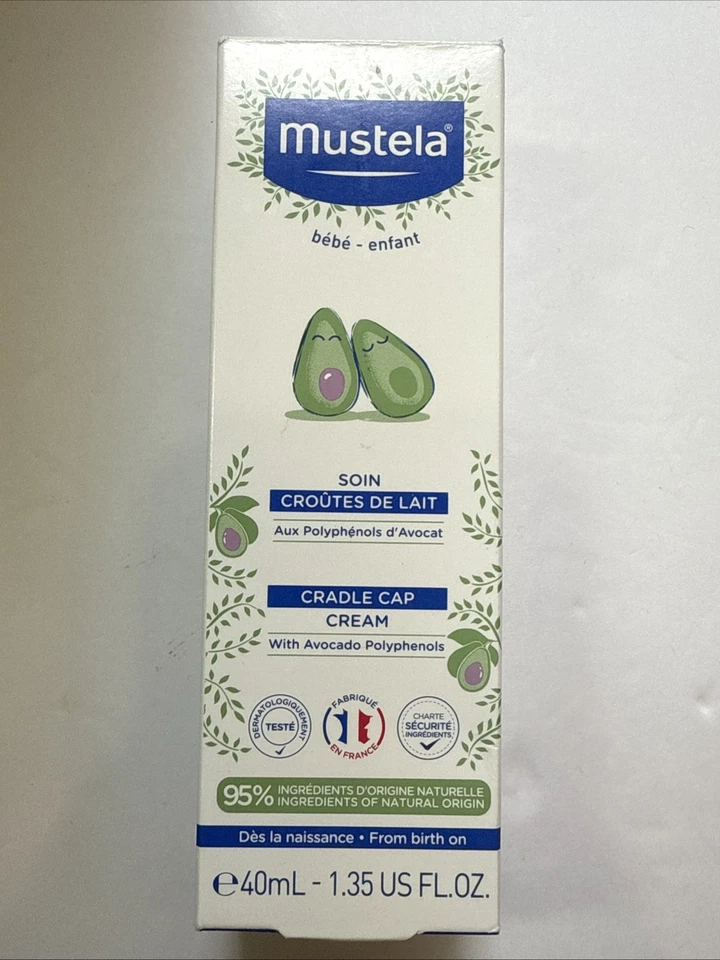 mustela®
bébé - enfant
SOIN
CROÛTES DE LAIT
Aux Polyphénols d'Avocat
CRADLE CAP
CREAM
With Avocado Polyphenols
DERMATOLOGIQUEMENT
TESTÉ
FABRIQUÉ
EN FRANCE
CHARTE
SÉCURITÉ
INGRÉDIENTS
95% INGRÉDIENTS D'ORIGINE NATURELLE
INGREDIENTS OF NATURAL ORIGIN
Dès la naissance • From birth on
℮40mL - 1.35 US FL.OZ.